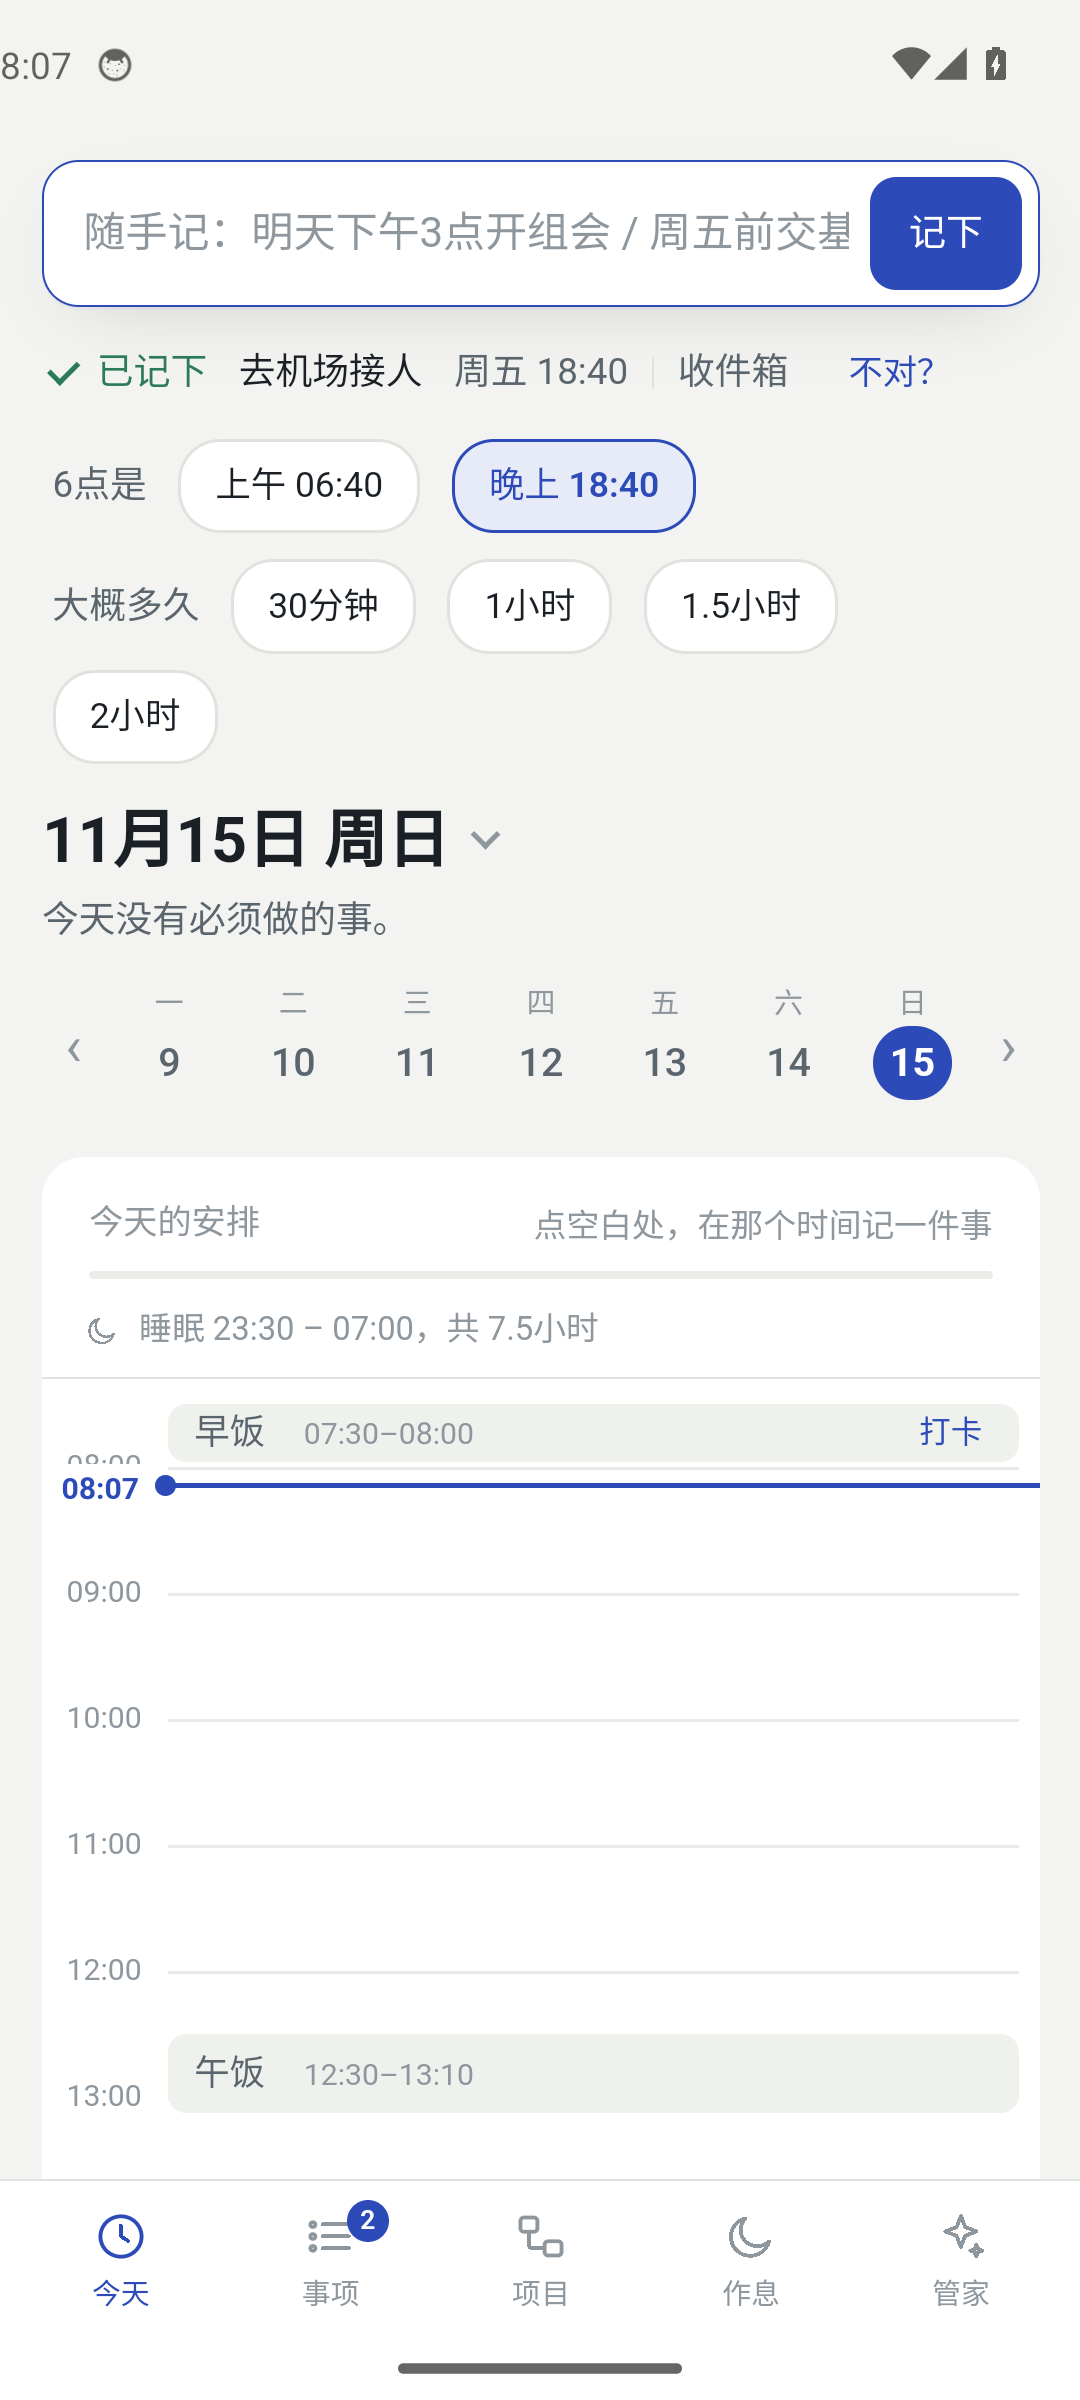 8:07
随手记：明天下午3点开组会 / 周五前交
记下
已记下 去机场接人 周五 18:40 收件箱 不对？
6点是 上午 06:40 晚上 18:40
大概多久 30分钟 1小时 1.5小时
2小时
11月15日 周日
今天没有必须做的事。
一 二 三 四 五 六 日
‹ 9 10 11 12 13 14 15 ›
今天的安排 点空白处，在那个时间记一件事
睡眠 23:30 – 07:00，共 7.5小时
早饭 07:30–08:00 打卡
08:00
08:07
09:00
10:00
11:00
12:00
午饭 12:30–13:10
13:00
2
今天 事项 项目 作息 管家